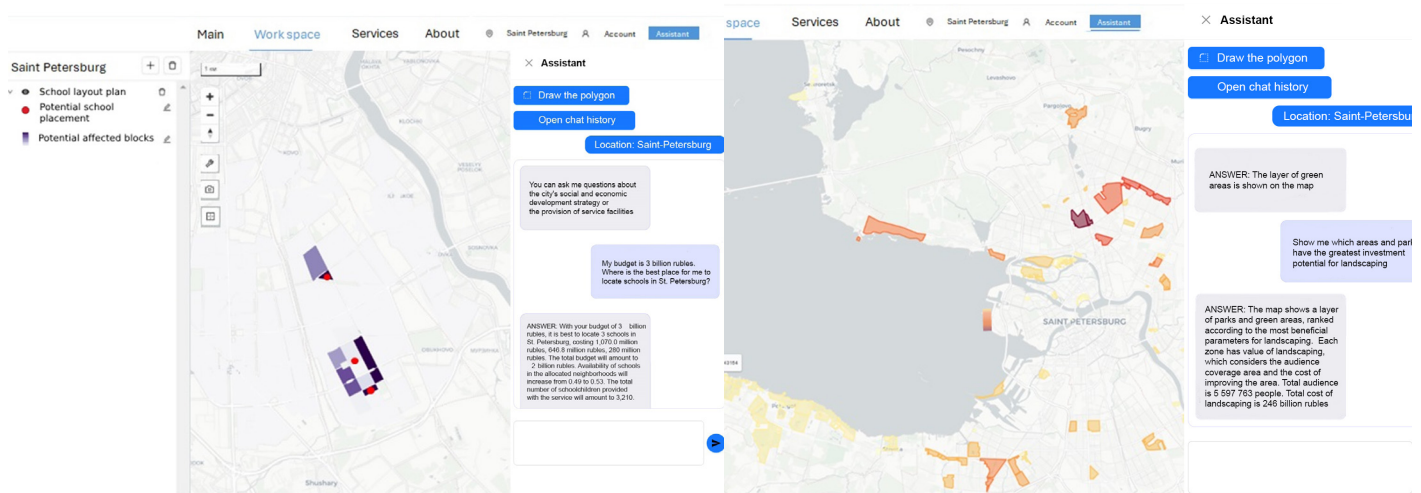 Main Work space Services About Saint Petersburg Account Assistant
Saint Petersburg
School layout plan
Potential school
placement
Potential affected blocks
Shushary
Assistant
Draw the polygon
Open chat history
Location: Saint-Petersburg
You can ask me questions about
the city's social and economic
development strategy or
the provision of service facilities
My budget is 3 billion rubles.
Where is the best place for me to
locate schools in St. Petersburg?
ANSWER: With your budget of 3 billion
rubles, it is best to locate 3 schools in
St. Petersburg, costing 1,070.0 million
rubles, 646.8 million rubles, 280 million
rubles. The total budget will amount to
2 billion rubles. Availability of schools
in the allocated neighborhoods will
increase from 0.49 to 0.53. The total
number of schoolchildren provided
with the service will amount to 3,210.
space Services About Saint Petersburg Account Assistant
Pesochny
Levashovo
Pargolovo
Bugry
SAINT PETERSBURG
Assistant
Draw the polygon
Open chat history
Location: Saint-Petersbur
ANSWER: The layer of green
areas is shown on the map
Show me which areas and park
have the greatest investment
potential for landscaping
ANSWER: The map shows a layer
of parks and green areas, ranked
according to the most beneficial
parameters for landscaping. Each
zone has value of landscaping,
which considers the audience
coverage area and the cost of
improving the area. Total audience
is 5 597 763 people. Total cost of
landscaping is 246 billion rubles